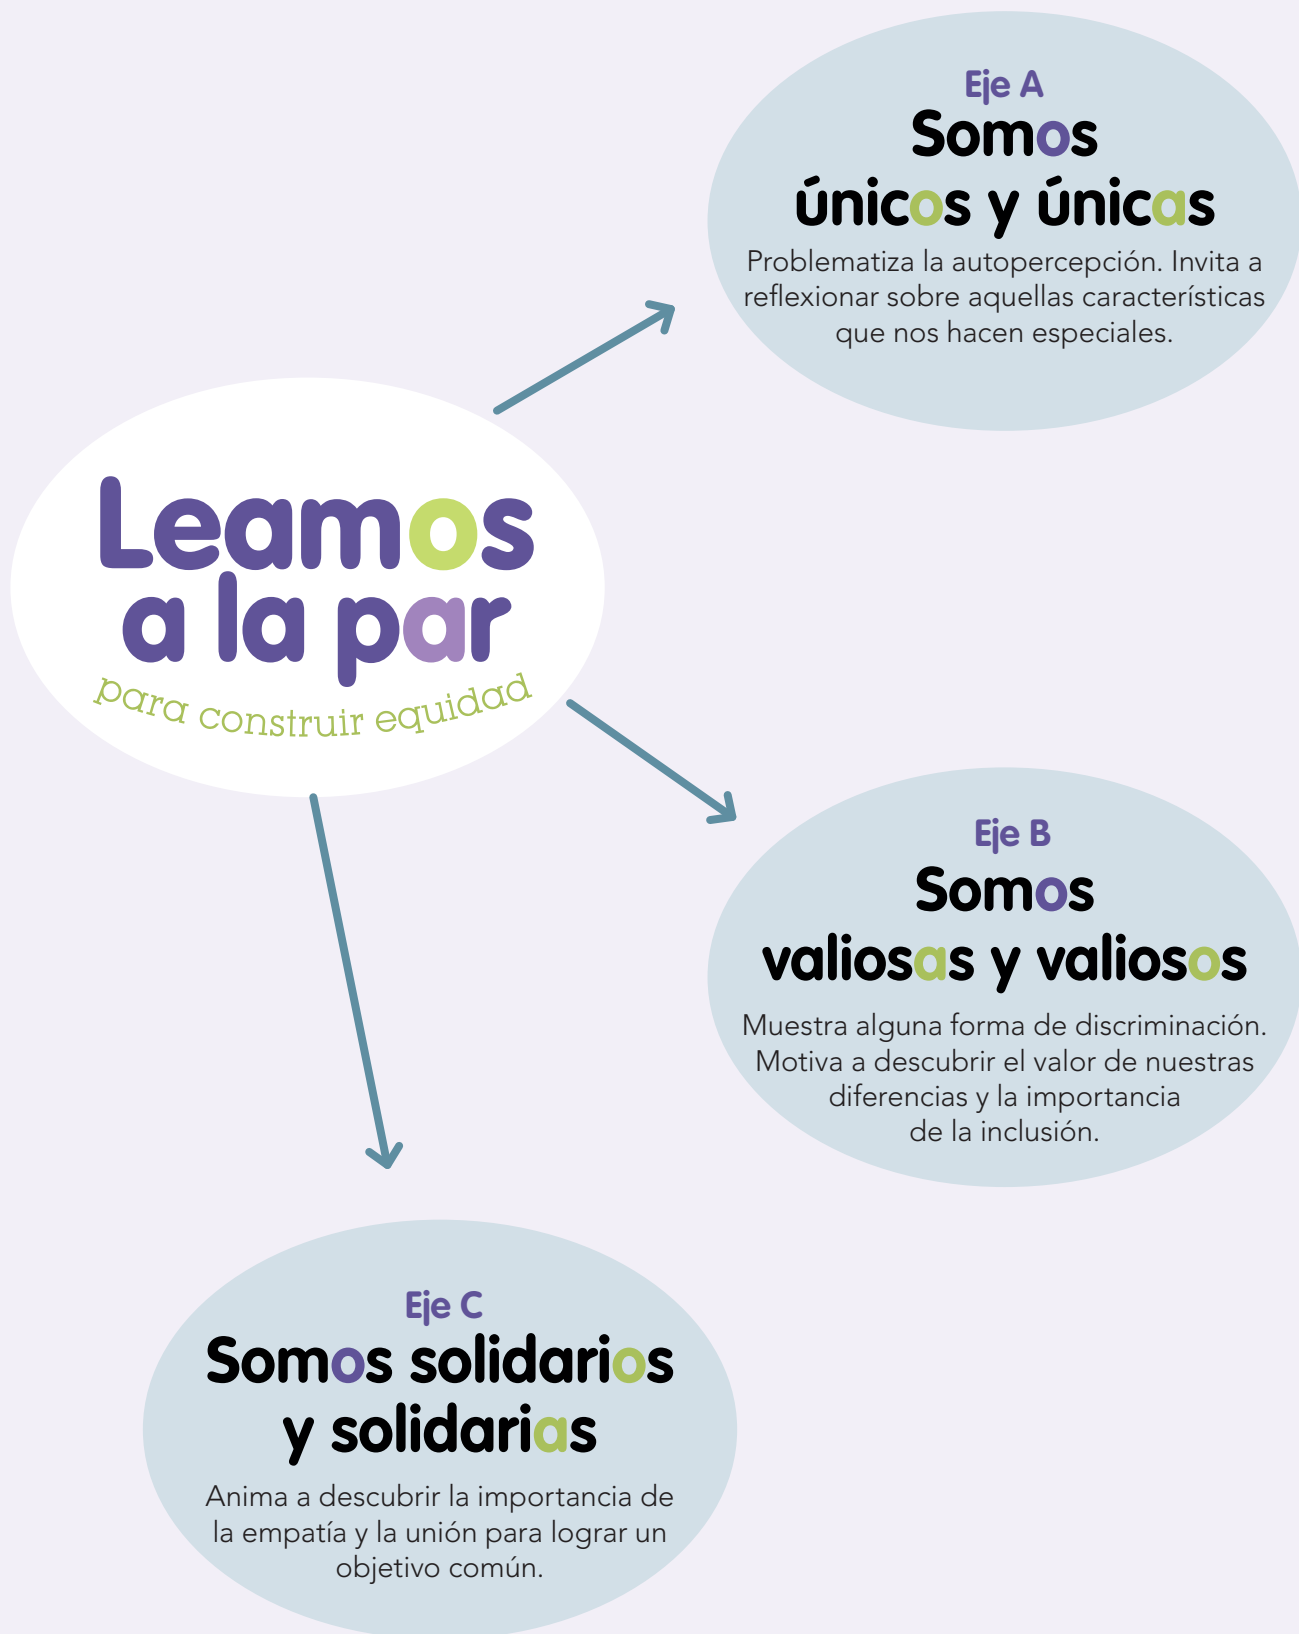 Eje A
Somos
únicos y únicas
Problematiza la autopercepción. Invita a
reflexionar sobre aquellas características
que nos hacen especiales.
Leamos
a la par
para construir equidad
Eje B
Somos
valiosas y valiosos
Muestra alguna forma de discriminación.
Motiva a descubrir el valor de nuestras
diferencias y la importancia
de la inclusión.
Eje C
Somos solidarios
y solidarias
Anima a descubrir la importancia de
la empatía y la unión para lograr un
objetivo común.